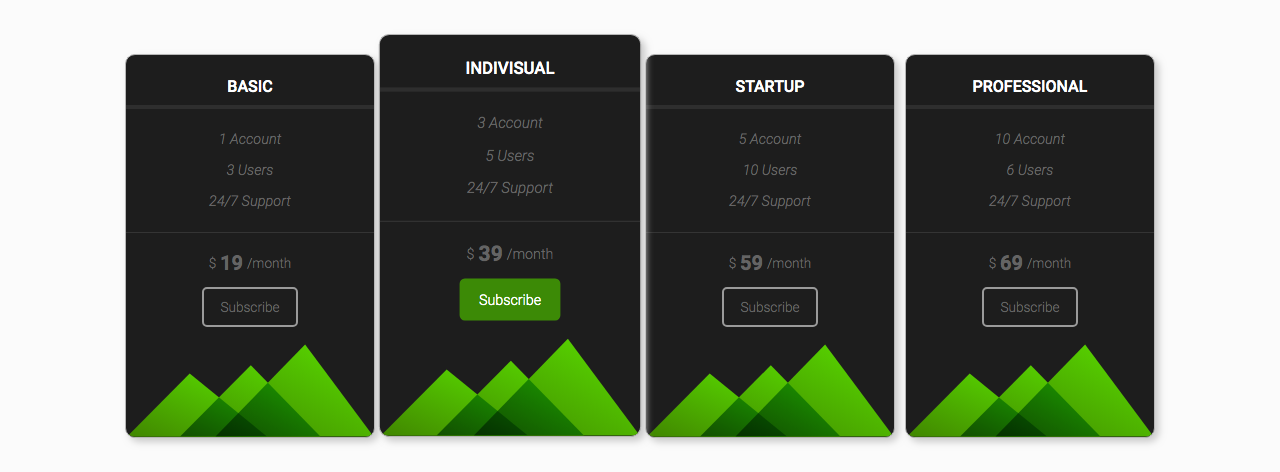 BASIC
1 Account
3 Users
24/7 Support
$ 19 /month
Subscribe
INDIVISUAL
3 Account
5 Users
24/7 Support
$ 39 /month
Subscribe
STARTUP
5 Account
10 Users
24/7 Support
$ 59 /month
Subscribe
PROFESSIONAL
10 Account
6 Users
24/7 Support
$ 69 /month
Subscribe